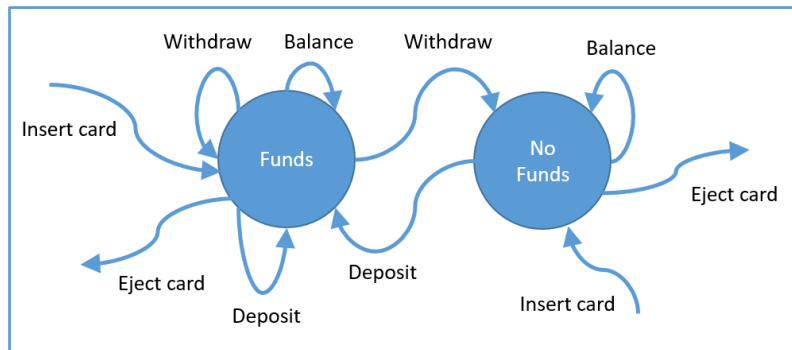 Withdraw
Balance
Withdraw
Balance
Insert card
Funds
No
Funds
Eject card
Eject card
Deposit
Deposit
Insert card